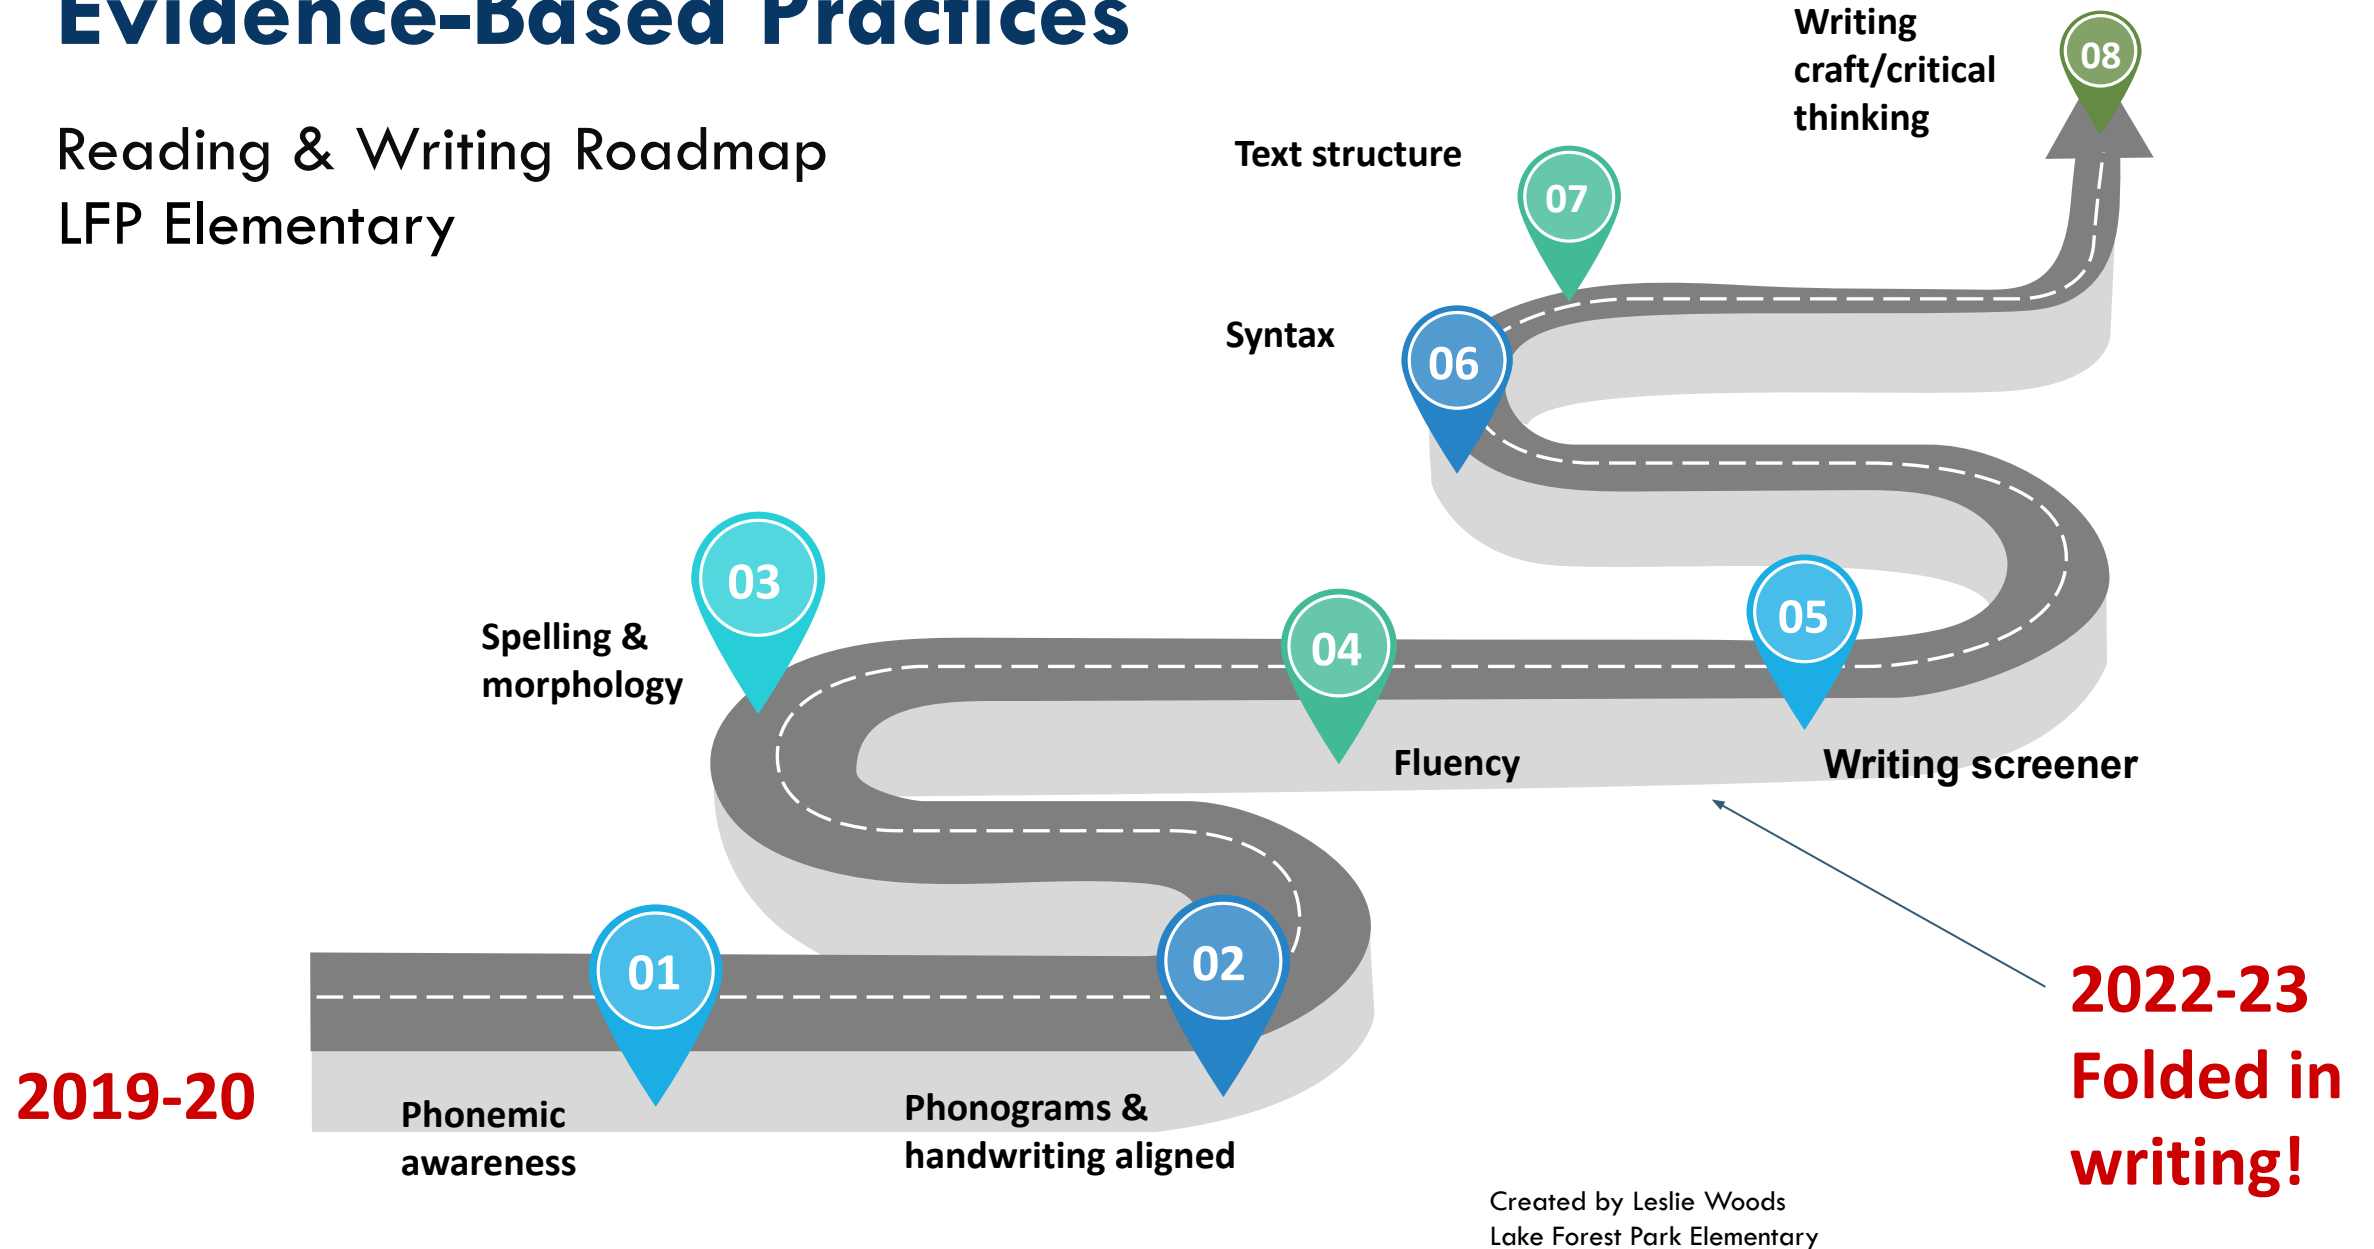 Evidence-Based Practices
Reading & Writing Roadmap
LFP Elementary
Writing
craft/critical
thinking
08
Text structure
07
Syntax
06
03
Spelling &
morphology
04
05
Fluency
Writing screener
01
02
2019-20
Phonemic
awareness
Phonograms &
handwriting aligned
2022-23
Folded in
writing!
Created by Leslie Woods
Lake Forest Park Elementary